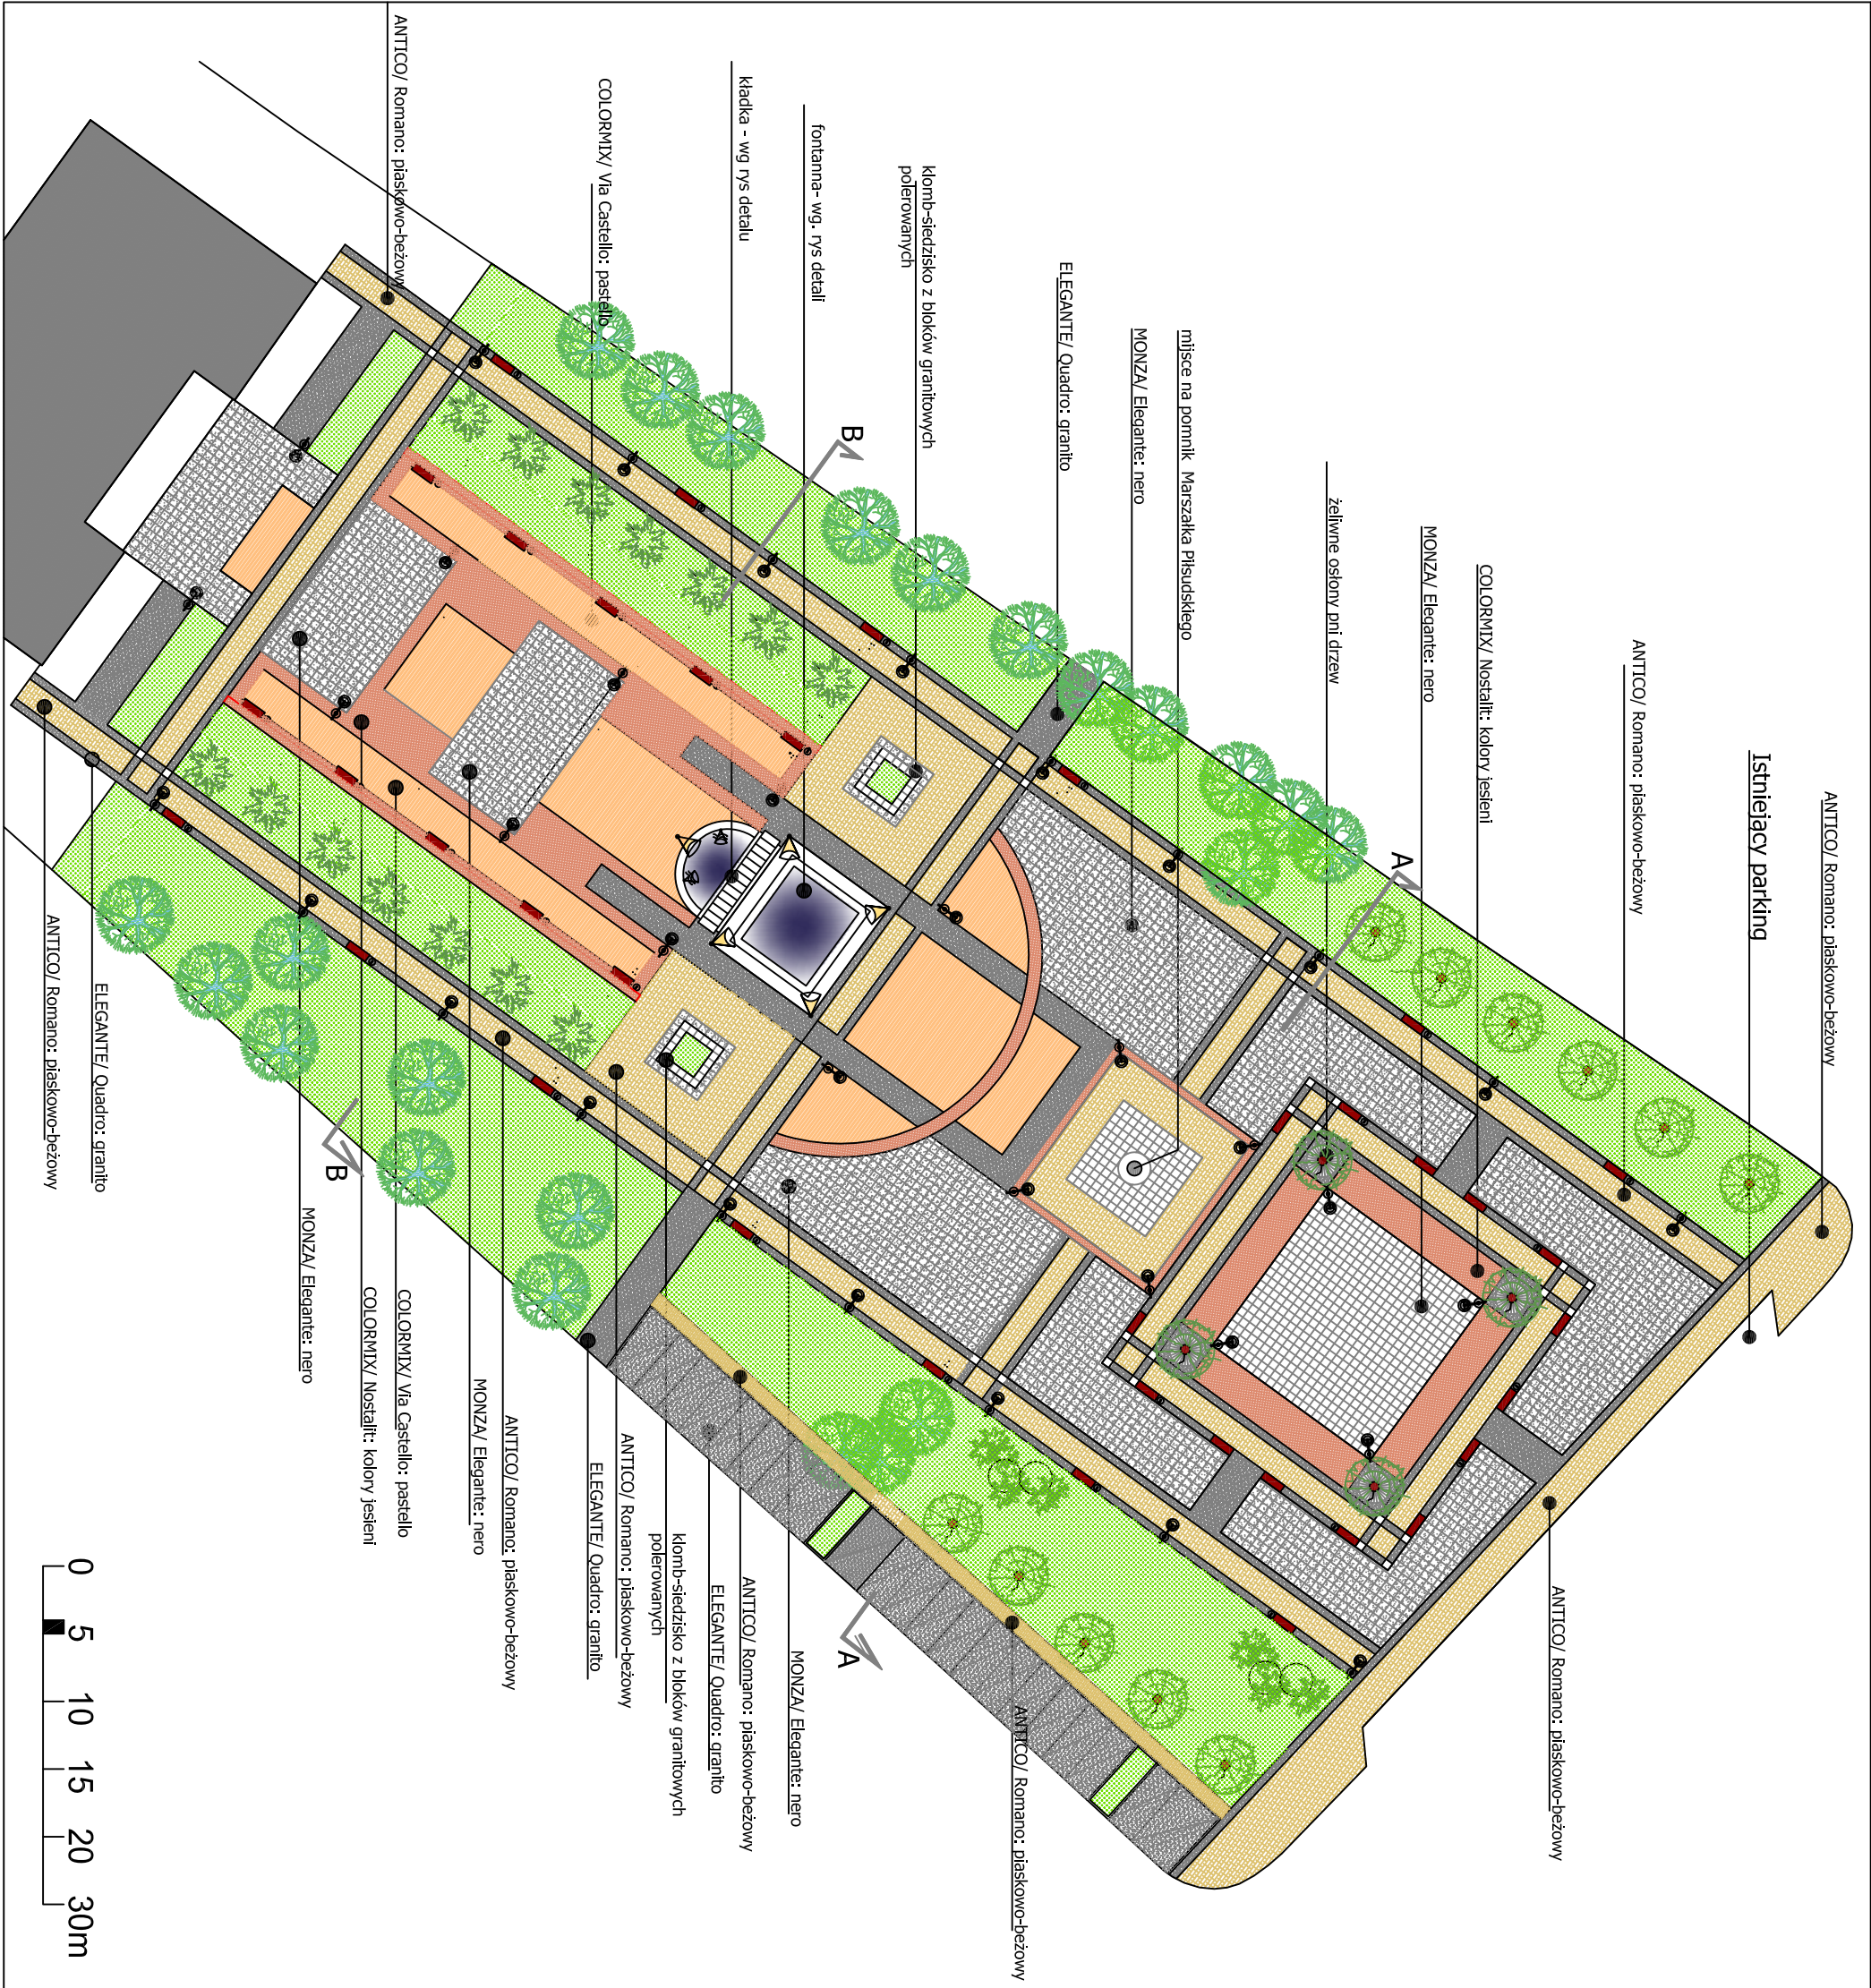 ANTICO/ Romano: piaskowo-beżowy
Istniejacy parking
ANTICO/ Romano: piaskowo-beżowy
COLORMIX/ Nostalit: kolory jesieni
MONZA/ Elegante: nero
żeliwne osłony pni drzew
mijsce na pomnik Marszałka Piłsudskiego
MONZA/ Elegante: nero
ELEGANTE/ Quadro: granito
klomb-siedzisko z bloków granitowych
polerowanych
fontanna- wg. rys detali
kładka - wg rys detalu
COLORMIX/ Via Castello: pastello
ANTICO/ Romano: piaskowo-beżowy
A
B
A
B
ANTICO/ Romano: piaskowo-beżowy
ANTICO/ Romano: piaskowo-beżowy
MONZA/ Elegante: nero
ANTICO/ Romano: piaskowo-beżowy
ELEGANTE/ Quadro: granito
klomb-siedzisko z bloków granitowych
polerowanych
ANTICO/ Romano: piaskowo-beżowy
ELEGANTE/ Quadro: granito
ANTICO/ Romano: piaskowo-beżowy
MONZA/ Elegante: nero
COLORMIX/ Via Castello: pastello
COLORMIX/ Nostalit: kolory jesieni
MONZA/ Elegante: nero
ELEGANTE/ Quadro: granito
ANTICO/ Romano: piaskowo-beżowy
0 5 10 15 20 30m